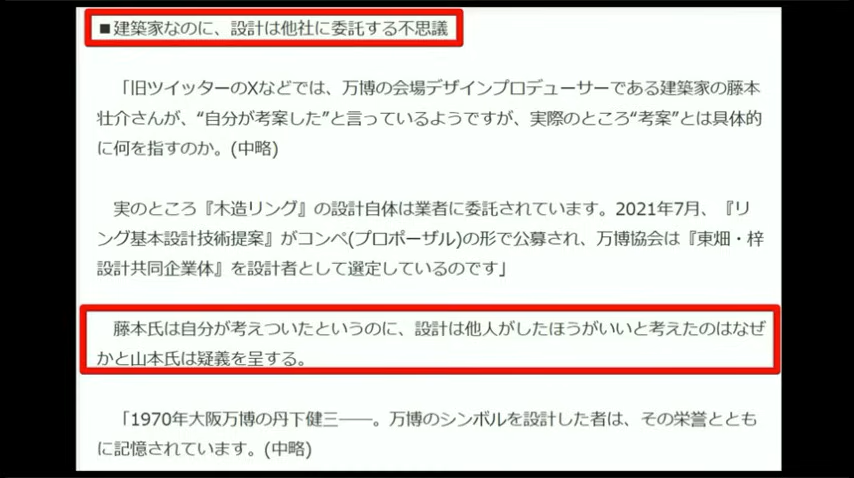 ■建築家なのに、設計は他社に委託する不思議
「旧ツイッターのXなどでは、万博の会場デザインプロデューサーである建築家の藤本
壮介さんが、“自分が考案した”と言っているようですが、実際のところ“考案”とは具体的
に何を指すのか。(中略)
実のところ『木造リング』の設計自体は業者に委託されています。2021年7月、『リ
ング基本設計技術提案』がコンペ(プロポーザル)の形で公募され、万博協会は『東畑・梓
設計共同企業体』を設計者として選定しているのです」
藤本氏は自分が考えついたというのに、設計は他人がしたほうがいいと考えたのはなぜ
かと山本氏は疑義を呈する。
「1970年大阪万博の丹下健三――。万博のシンボルを設計した者は、その栄誉ととも
に記憶されています。(中略)